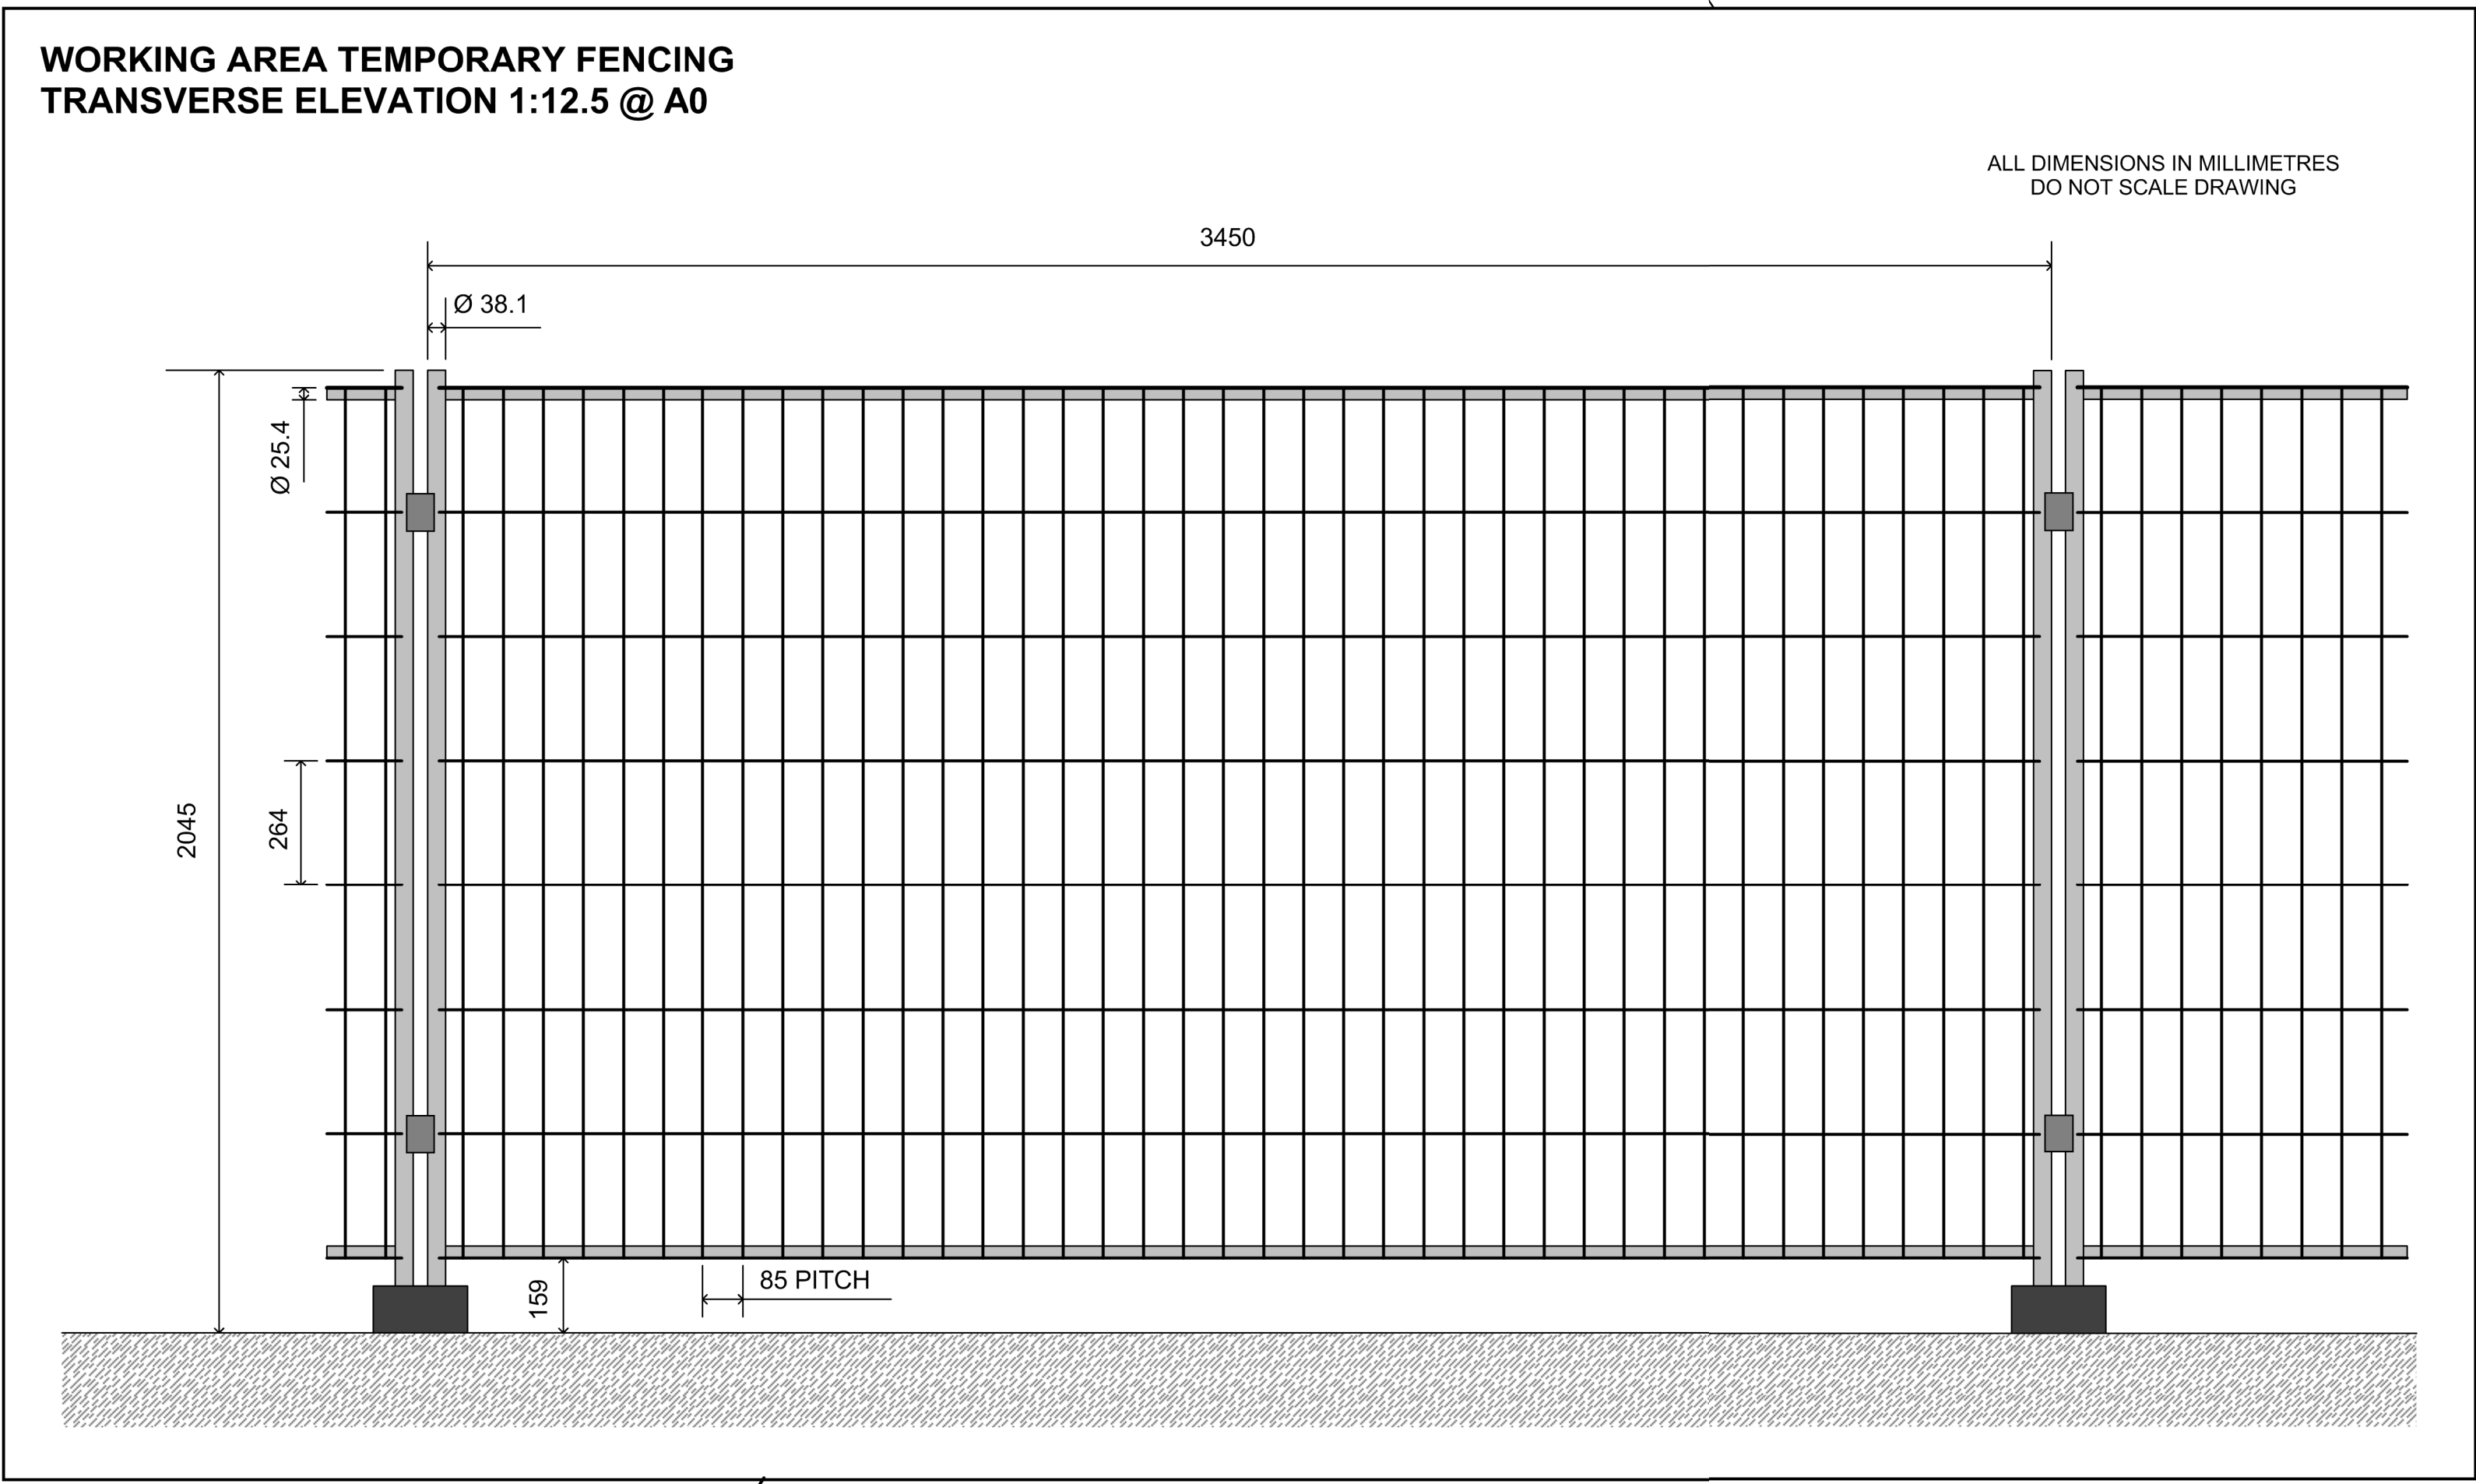 WORKING AREA TEMPORARY FENCING
TRANSVERSE ELEVATION 1:12.5 @ A0
ALL DIMENSIONS IN MILLIMETRES
DO NOT SCALE DRAWING
3450
Ø 38.1
Ø 25.4
2045
264
159
85 PITCH